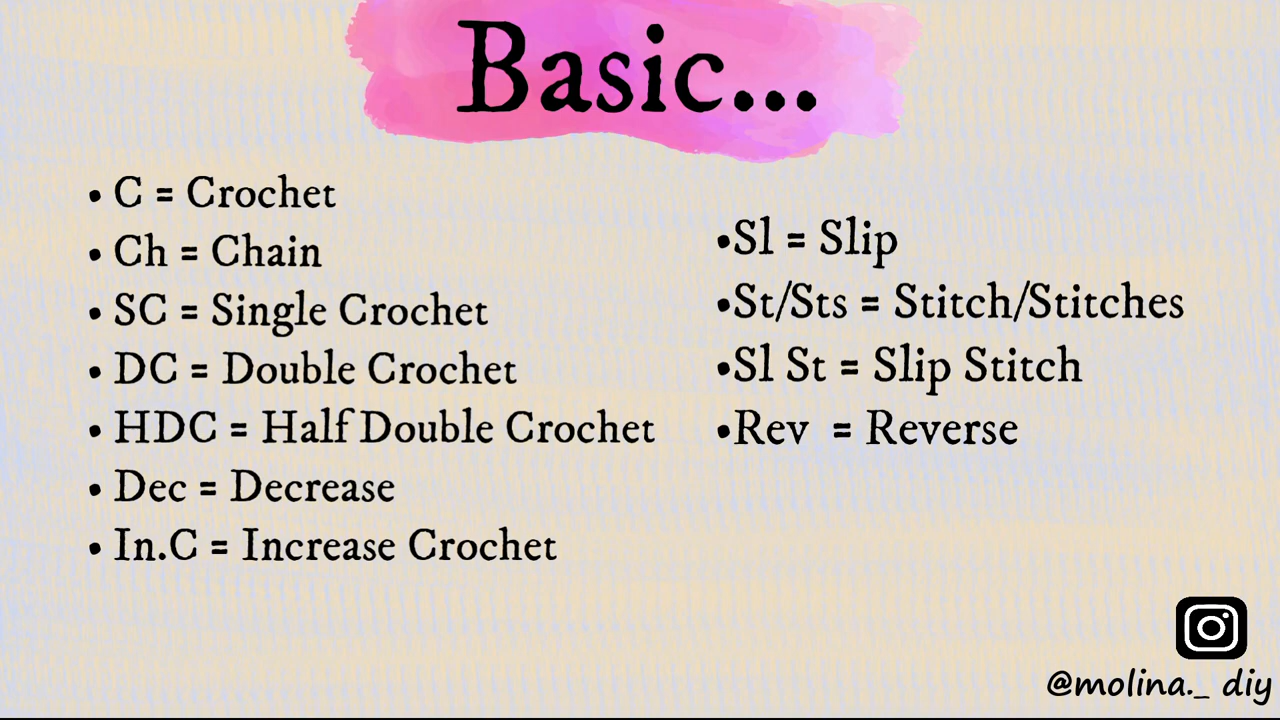 Basic...
• C = Crochet
• Ch = Chain
• SC = Single Crochet
• DC = Double Crochet
• HDC = Half Double Crochet
• Dec = Decrease
• In.C = Increase Crochet
•Sl = Slip
•St/Sts = Stitch/Stitches
•Sl St = Slip Stitch
•Rev = Reverse
@molina._ diy